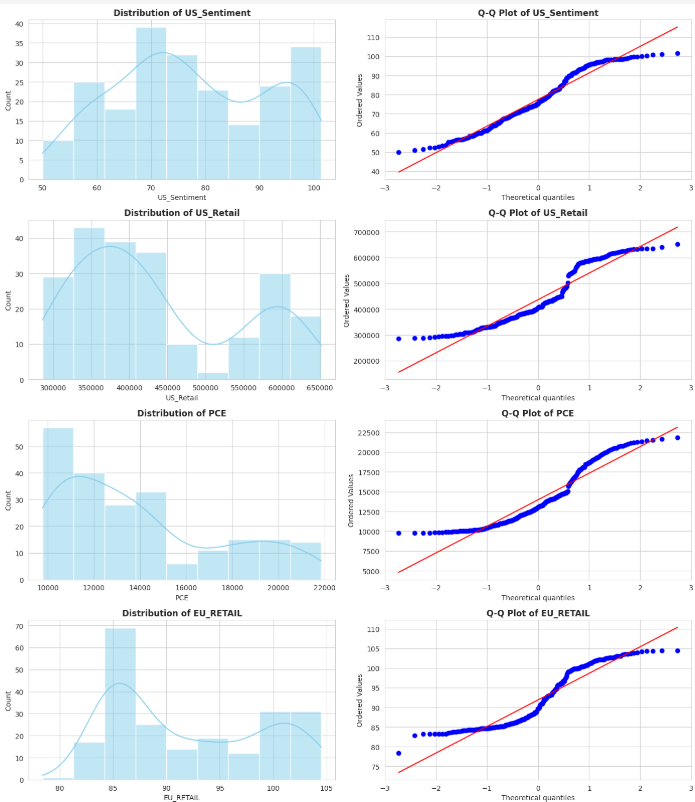 Distribution of US_Sentiment
Count
40
35
30
25
20
15
10
5
0
50 60 70 80 90 100
US_Sentiment
Q-Q Plot of US_Sentiment
Ordered Values
110
100
90
80
70
60
50
40
−3 −2 −1 0 1 2 3
Theoretical quantiles
Distribution of US_Retail
Count
40
30
20
10
0
300000 350000 400000 450000 500000 550000 600000 650000
US_Retail
Q-Q Plot of US_Retail
Ordered Values
700000
600000
500000
400000
300000
200000
−3 −2 −1 0 1 2 3
Theoretical quantiles
Distribution of PCE
Count
50
40
30
20
10
0
10000 12000 14000 16000 18000 20000 22000
PCE
Q-Q Plot of PCE
Ordered Values
22500
20000
17500
15000
12500
10000
7500
5000
−3 −2 −1 0 1 2 3
Theoretical quantiles
Distribution of EU_RETAIL
Count
70
60
50
40
30
20
10
0
80 85 90 95 100 105
EU_RETAIL
Q-Q Plot of EU_RETAIL
Ordered Values
110
105
100
95
90
85
80
75
−3 −2 −1 0 1 2 3
Theoretical quantiles